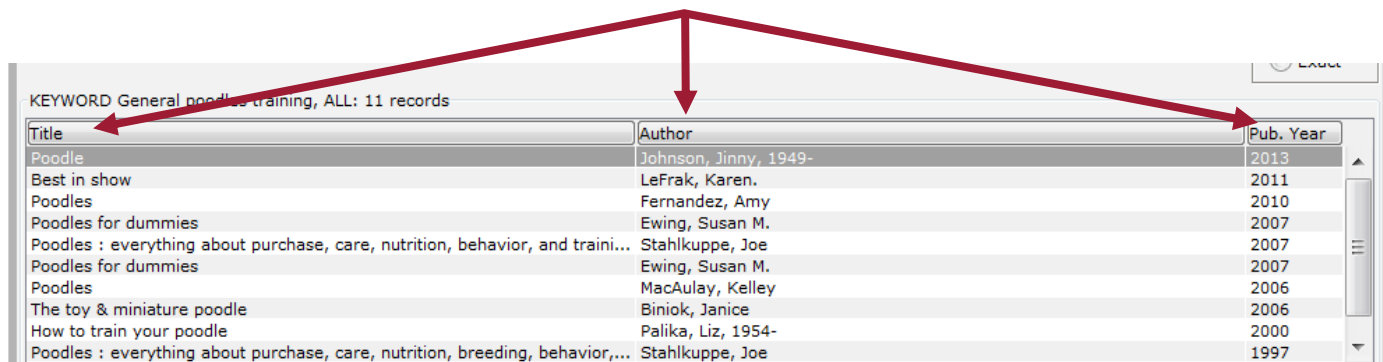 Exact
KEYWORD General poodles training, ALL: 11 records
Title Author Pub. Year
Poodle Johnson, Jinny, 1949- 2013
Best in show LeFrak, Karen. 2011
Poodles Fernandez, Amy 2010
Poodles for dummies Ewing, Susan M. 2007
Poodles : everything about purchase, care, nutrition, behavior, and traini... Stahlkuppe, Joe 2007
Poodles for dummies Ewing, Susan M. 2007
Poodles MacAulay, Kelley 2006
The toy & miniature poodle Biniok, Janice 2006
How to train your poodle Palika, Liz, 1954- 2000
Poodles : everything about purchase, care, nutrition, breeding, behavior,... Stahlkuppe, Joe 1997